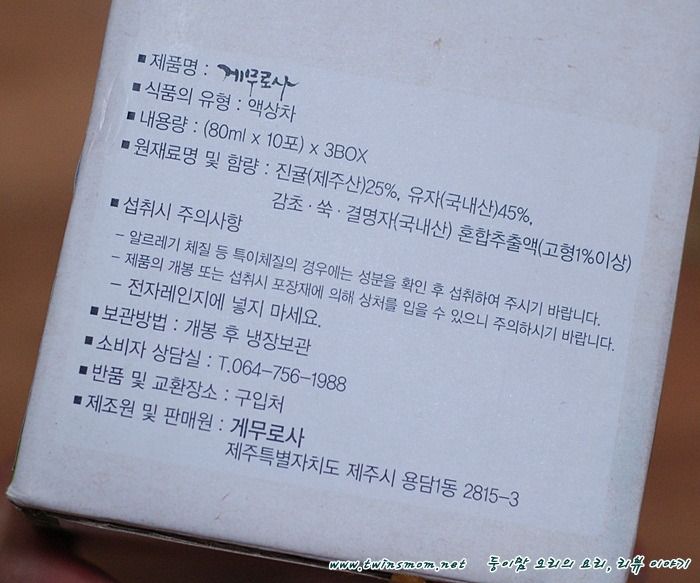 ■ 제품명 : 게무로사
■ 식품의 유형 : 액상차
■ 내용량 : (80ml x 10포) x 3BOX
■ 원재료명 및 함량 : 진귤(제주산)25%, 유자(국내산)45%,
감초 · 쑥 · 결명자(국내산) 혼합추출액(고형1%이상)
■ 섭취시 주의사항
- 알르레기 체질 등 특이체질의 경우에는 성분을 확인 후 섭취하여 주시기 바랍니다.
- 제품의 개봉 또는 섭취시 포장재에 의해 상처를 입을 수 있으니 주의하시기 바랍니다.
- 전자레인지에 넣지 마세요.
■ 보관방법 : 개봉 후 냉장보관
■ 소비자 상담실 : T.064-756-1988
■ 반품 및 교환장소 : 구입처
■ 제조원 및 판매원 : 게무로사
제주특별자치도 제주시 용담1동 2815-3
www.twinsmom.net 둥이맘 요리의 요리, 리뷰 이야기